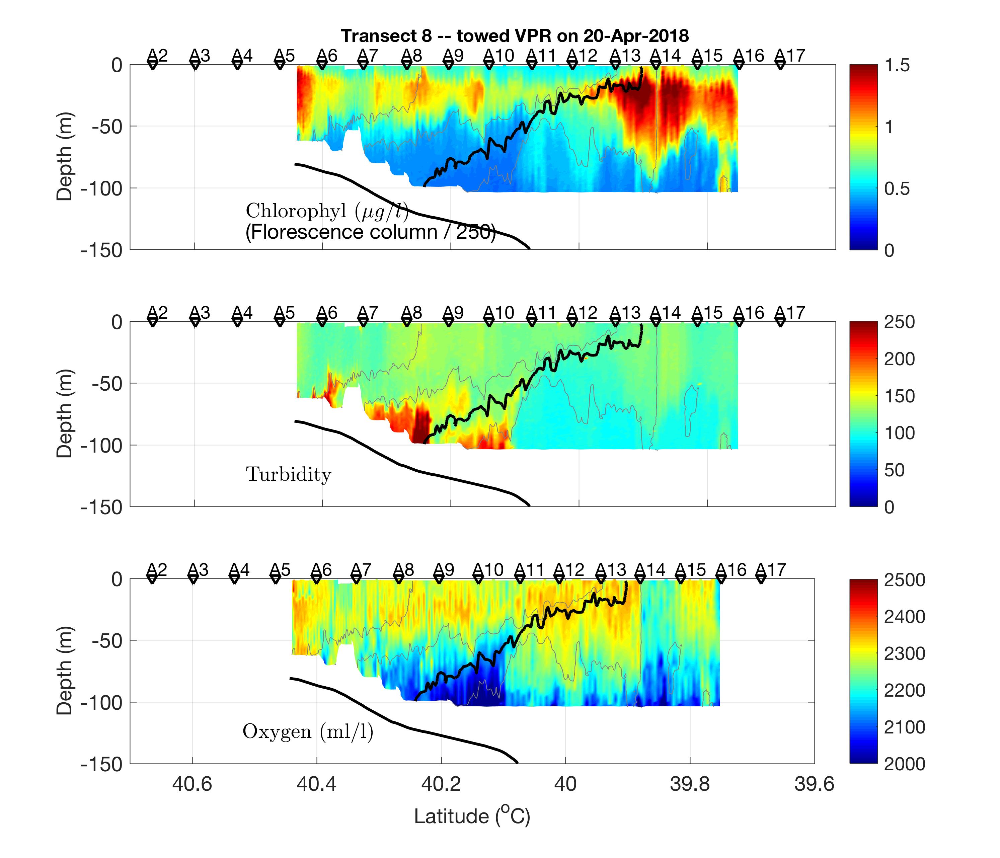 Transect 8 -- towed VPR on 20-Apr-2018
A2 A3 A4 A5 A6 A7 A8 A9 A10 A11 A12 A13 A14 A15 A16 A17
0
-50
-100
-150
Depth (m)
Chlorophyl (μg/l)
(Florescence column / 250)
1.5
1
0.5
0
A2 A3 A4 A5 A6 A7 A8 A9 A10 A11 A12 A13 A14 A15 A16 A17
0
-50
-100
-150
Depth (m)
Turbidity
250
200
150
100
50
0
A2 A3 A4 A5 A6 A7 A8 A9 A10 A11 A12 A13 A14 A15 A16 A17
0
-50
-100
-150
Depth (m)
Oxygen (ml/l)
2500
2400
2300
2200
2100
2000
40.6 40.4 40.2 40 39.8 39.6
Latitude (°C)